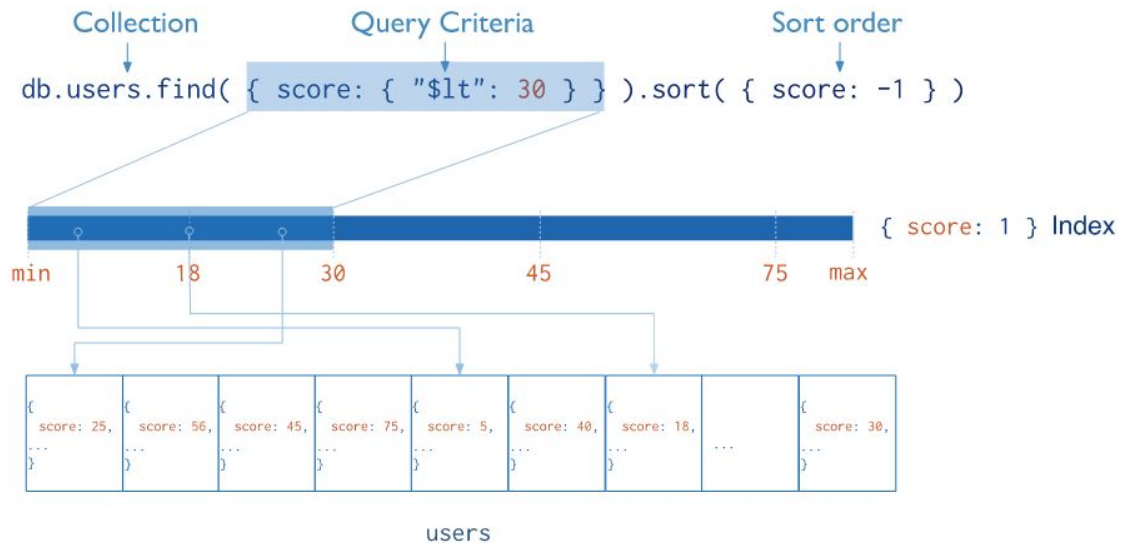 Collection Query Criteria Sort order
db.users.find( { score: { "$lt": 30 } } ).sort( { score: -1 } )
{ score: 1 } Index
min 18 30 45 75 max
{ { { { { { { {
score: 25, score: 56, score: 45, score: 75, score: 5, score: 40, score: 18, score: 30,
... ... ... ... ... ... ... ... ...
} } } } } } } }
users